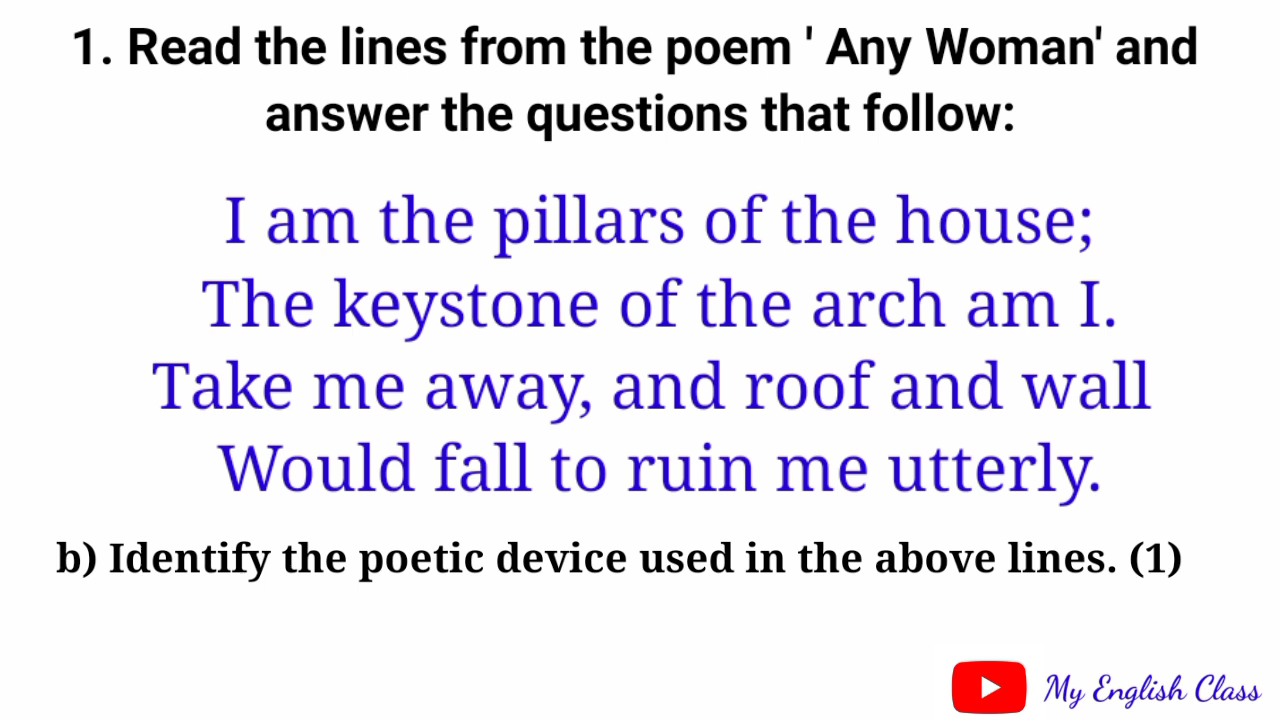 1. Read the lines from the poem ' Any Woman' and
answer the questions that follow:
I am the pillars of the house;
The keystone of the arch am I.
Take me away, and roof and wall
Would fall to ruin me utterly.
b) Identify the poetic device used in the above lines. (1)
My English Class